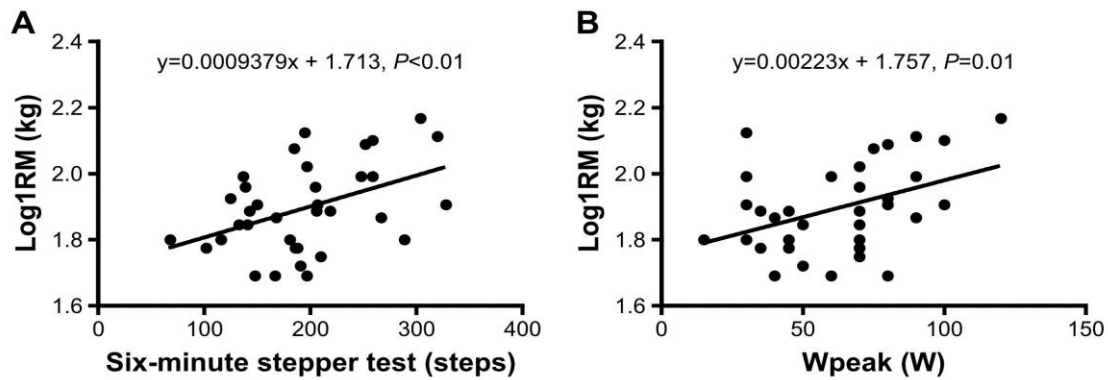 A
y=0.0009379x + 1.713, P<0.01
Log1RM (kg)
2.4
2.2
2.0
1.8
1.6
0
100
200
300
400
Six-minute stepper test (steps)
B
y=0.00223x + 1.757, P=0.01
Log1RM (kg)
2.4
2.2
2.0
1.8
1.6
0
50
100
150
Wpeak (W)